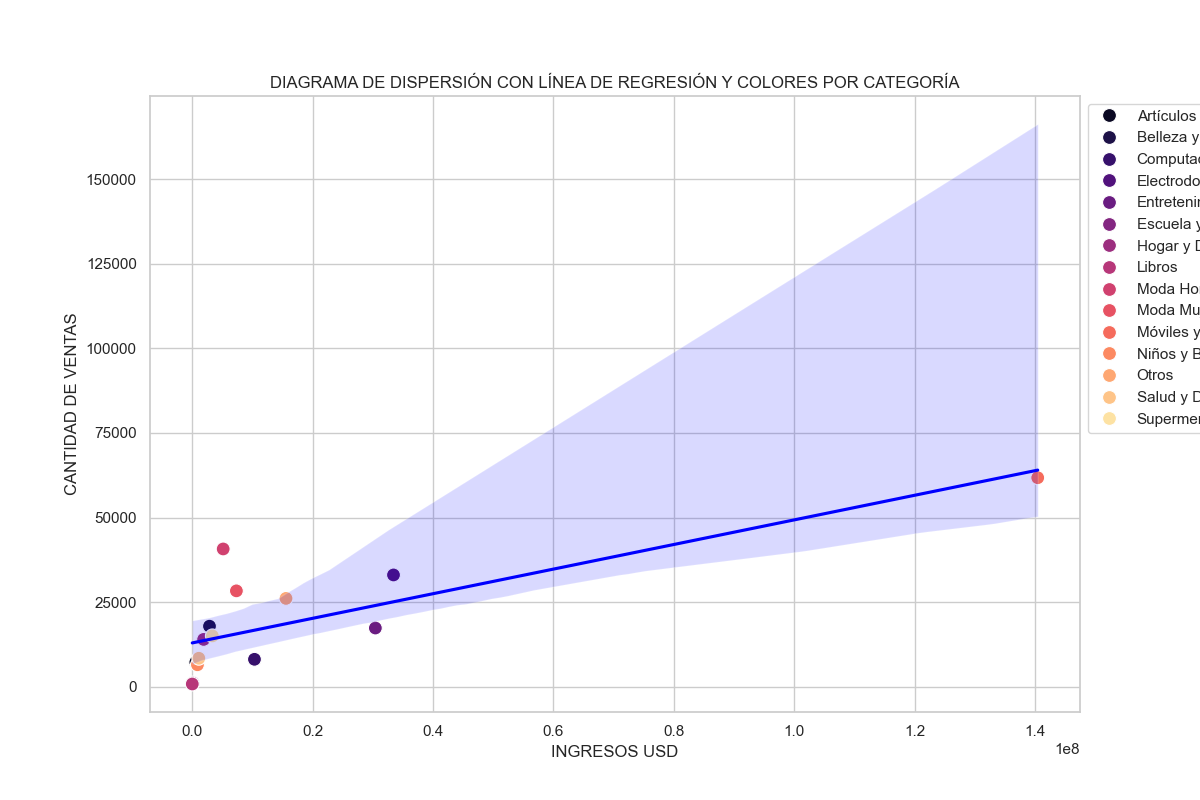 DIAGRAMA DE DISPERSIÓN CON LÍNEA DE REGRESIÓN Y COLORES POR CATEGORÍA
CANTIDAD DE VENTAS
150000
125000
100000
75000
50000
25000
0
0.0 0.2 0.4 0.6 0.8 1.0 1.2 1.4
1e8
INGRESOS USD
Artículos
Belleza y
Computac
Electrodo
Entretenir
Escuela y
Hogar y D
Libros
Moda Hor
Moda Mu
Móviles y
Niños y B
Otros
Salud y D
Supermer